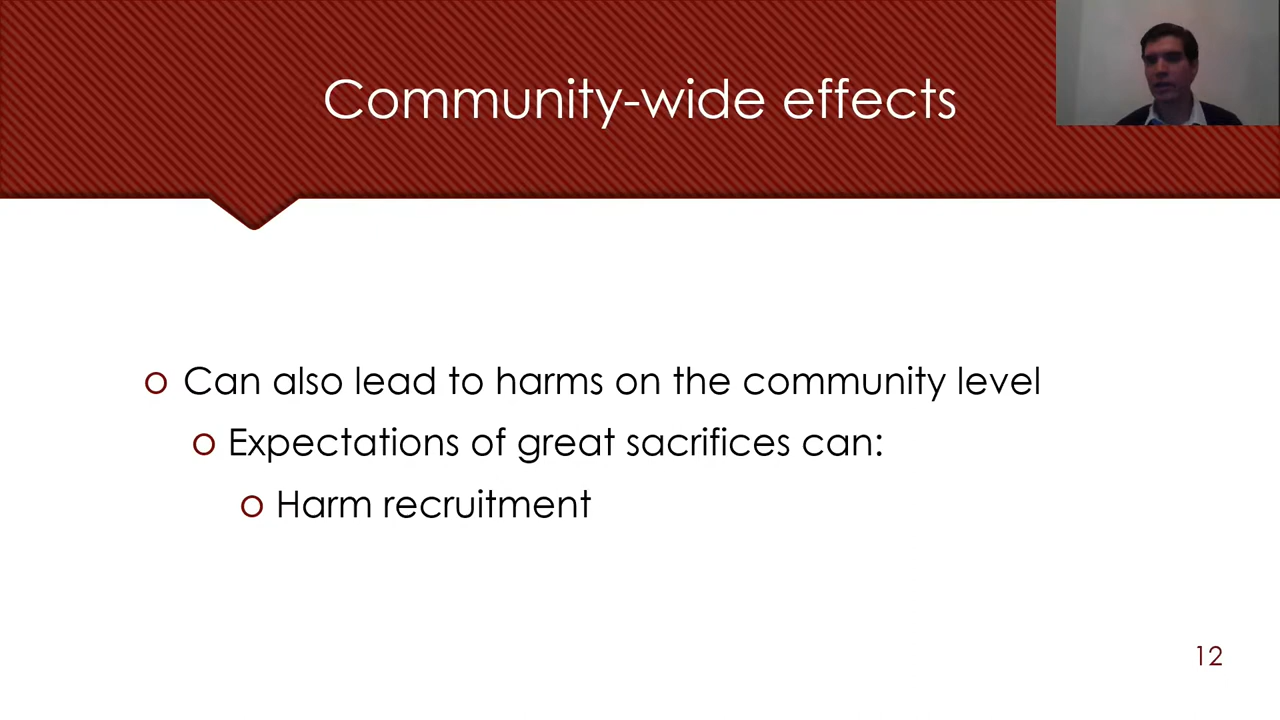 Community-wide effects
Can also lead to harms on the community level
Expectations of great sacrifices can:
Harm recruitment
12